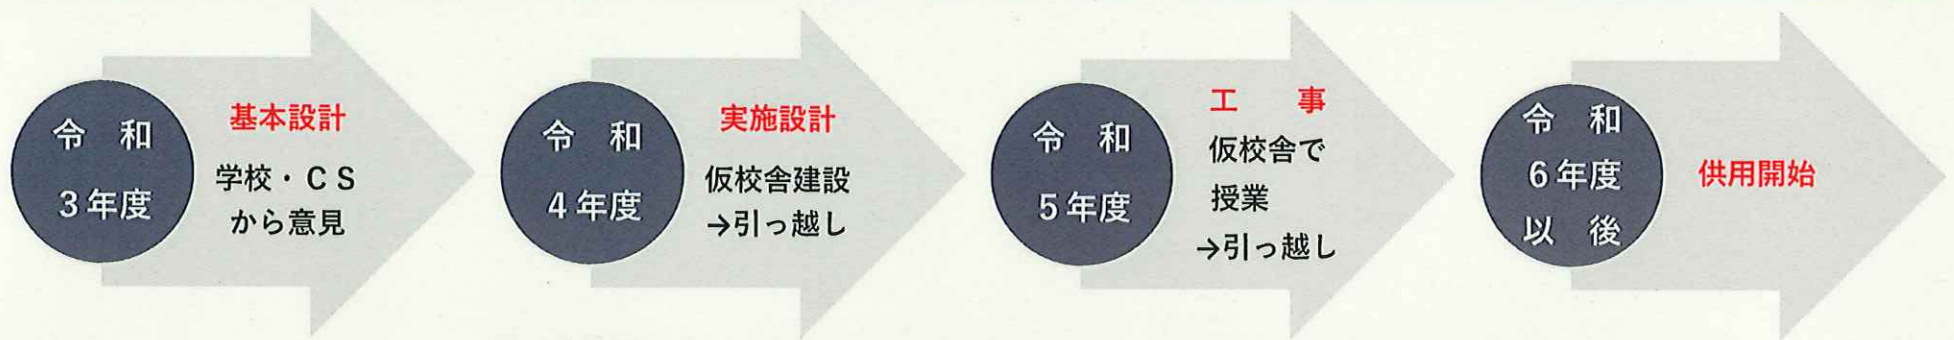 令和
3年度
基本設計
学校・CS
から意見
令和
4年度
実施設計
仮校舎建設
→引っ越し
令和
5年度
工事
仮校舎で
授業
→引っ越し
令和
6年度
以後
供用開始